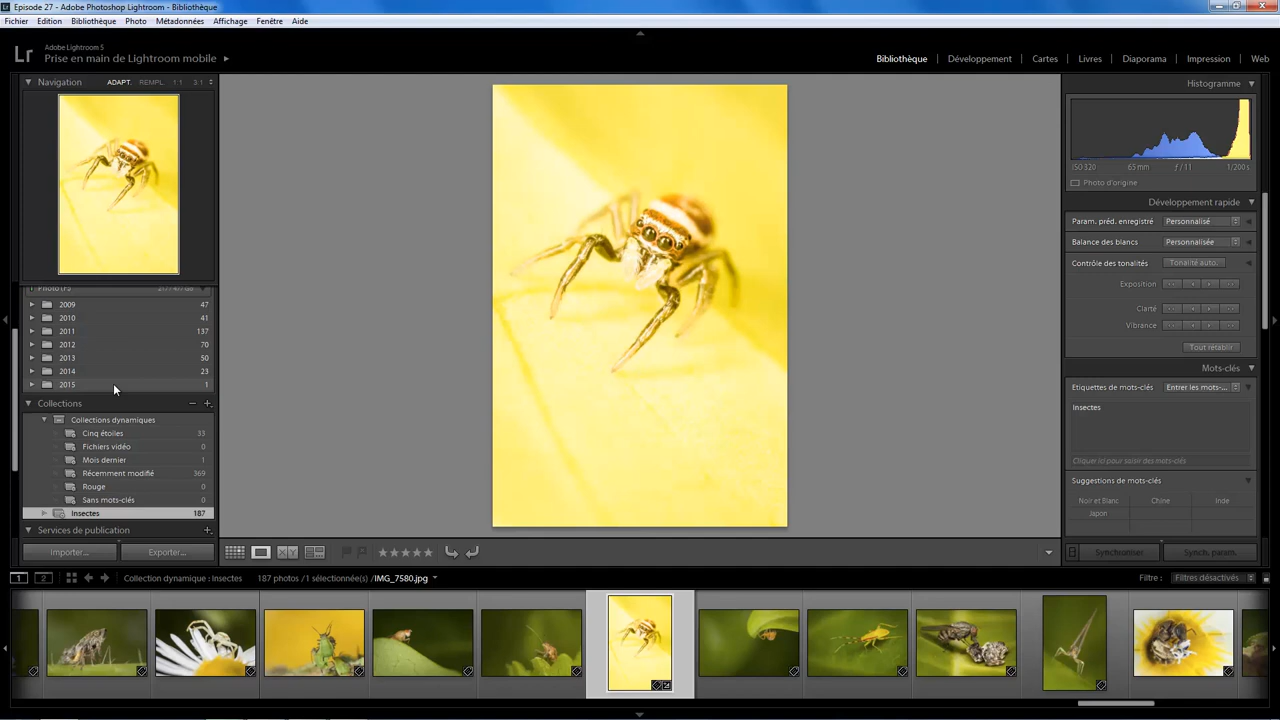 Episode 27 - Adobe Photoshop Lightroom - Bibliothèque
Fichier Edition Bibliothèque Photo Métadonnées Affichage Fenêtre Aide
Lr
Adobe Lightroom 5
Prise en main de Lightroom mobile
Bibliothèque Développement Cartes Livres Diaporama Impression Web
Navigation ADAPT. REMPL. 1:1 3:1
2009 47
2010 41
2011 137
2012 70
2013 50
2014 23
2015 1
Collections
Collections dynamiques
Cinq étoiles 33
Fichiers vidéo 0
Mois dernier 1
Récemment modifié 369
Rouge 0
Sans mots-clés 0
Insectes 187
Services de publication
Importer... Exporter...
Histogramme
ISO 320 65 mm ƒ / 11 1/200 s
Photo d'origine
Développement rapide
Param. préd. enregistré Personnalisé
Balance des blancs Personnalisée
Contrôle des tonalités Tonalité auto.
Exposition
Clarté
Vibrance
Tout rétablir
Mots-clés
Etiquettes de mots-clés Entrer les mots-...
Insectes
Cliquer ici pour saisir des mots-clés
Suggestions de mots-clés
Noir et Blanc Chine Inde
Japon
Synchroniser Synch. param.
XY
1 2 Collection dynamique : insectes 187 photos /1 sélectionnée(s) /IMG_7580.jpg Filtre : Filtres désactivés